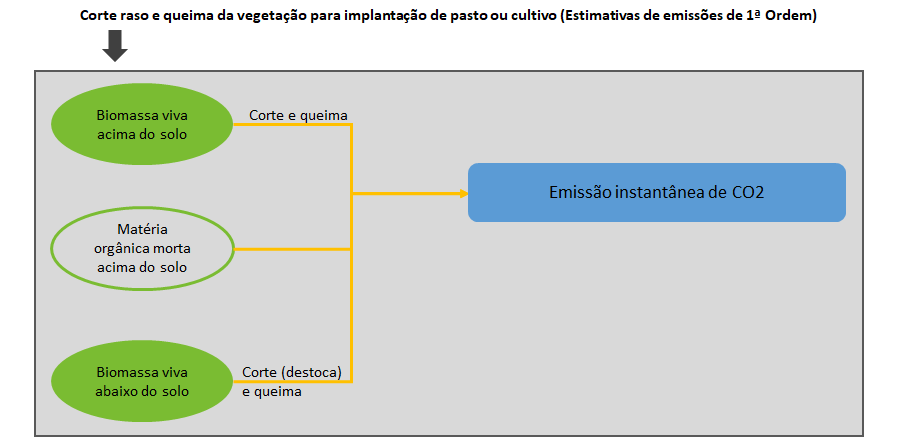 Corte raso e queima da vegetação para implantação de pasto ou cultivo (Estimativas de emissões de 1ª Ordem)
Biomassa viva
acima do solo
Corte e queima
Emissão instantânea de CO2
Matéria
orgânica morta
acima do solo
Biomassa viva
abaixo do solo
Corte (destoca)
e queima